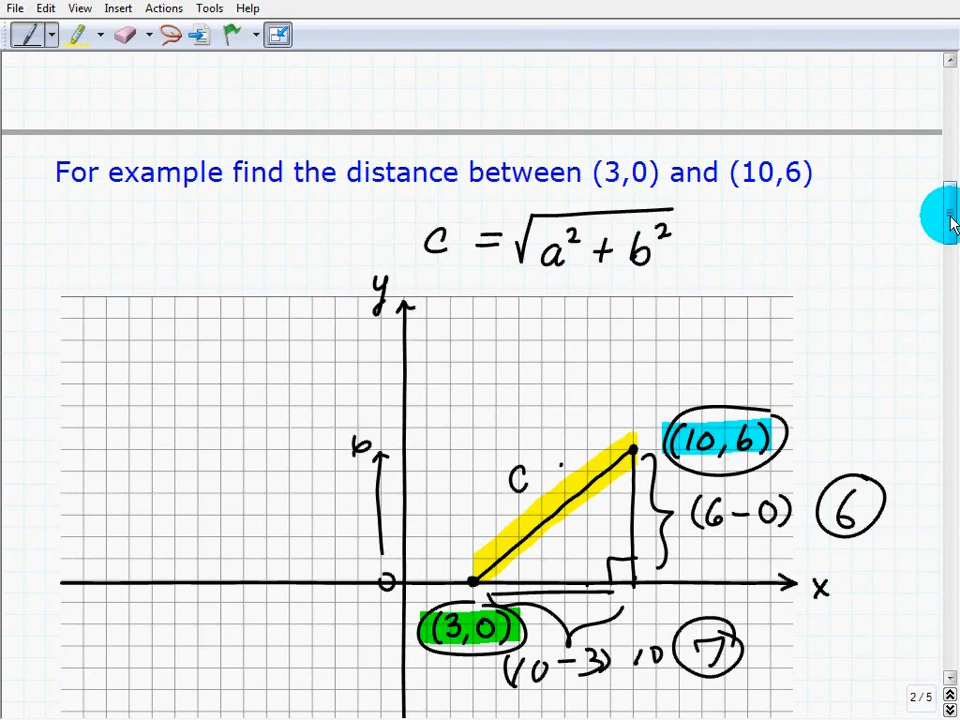 File Edit View Insert Actions Tools Help
For example find the distance between (3,0) and (10,6)
c = √a² + b²
y
6
(10,6)
C
(6-0) 6
0
x
(3,0)
(10-3) 10 7
2 / 5